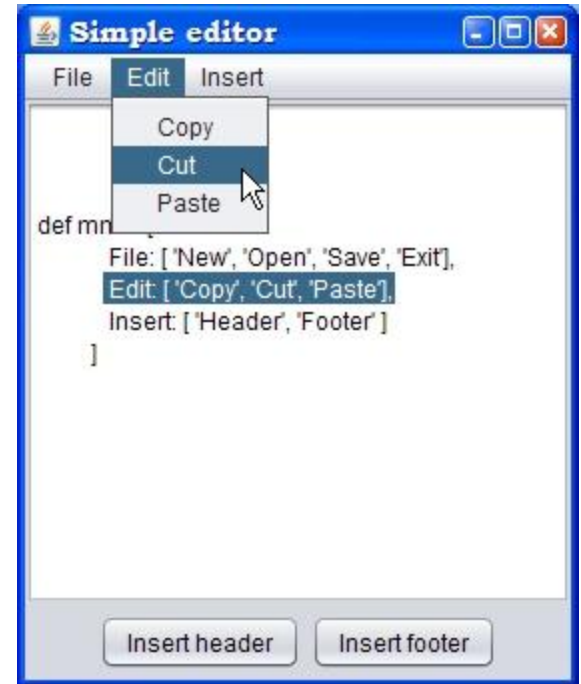 Simple editor
File Edit Insert
Copy
Cut
Paste
def mn
File: [ 'New', 'Open', 'Save', 'Exit'],
Edit: [ 'Copy', 'Cut', 'Paste'],
Insert: [ 'Header', 'Footer' ]
]
Insert header Insert footer